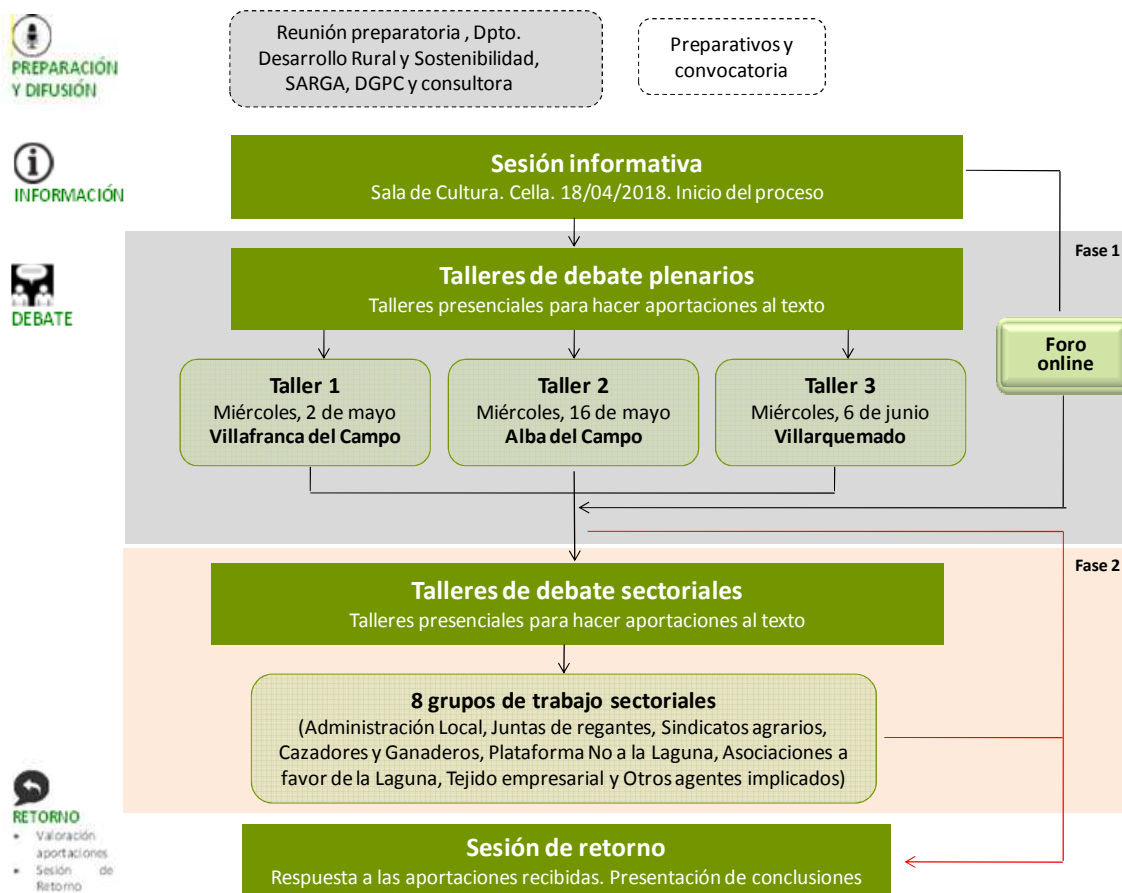 PREPARACIÓN
Y DIFUSIÓN
Reunión preparatoria , Dpto.
Desarrollo Rural y Sostenibilidad,
SARGA, DGPC y consultora
Preparativos y
convocatoria
INFORMACIÓN
Sesión informativa
Sala de Cultura. Cella. 18/04/2018. Inicio del proceso
Fase 1
DEBATE
Talleres de debate plenarios
Talleres presenciales para hacer aportaciones al texto
Foro
online
Taller 1
Miércoles, 2 de mayo
Villafranca del Campo
Taller 2
Miércoles, 16 de mayo
Alba del Campo
Taller 3
Miércoles, 6 de junio
Villarquemado
Fase 2
Talleres de debate sectoriales
Talleres presenciales para hacer aportaciones al texto
8 grupos de trabajo sectoriales
(Administración Local, Juntas de regantes, Sindicatos agrarios,
Cazadores y Ganaderos, Plataforma No a la Laguna, Asociaciones a
favor de la Laguna, Tejido empresarial y Otros agentes implicados)
RETORNO
• Valoración
aportaciones
• Sesión de
Retorno
Sesión de retorno
Respuesta a las aportaciones recibidas. Presentación de conclusiones